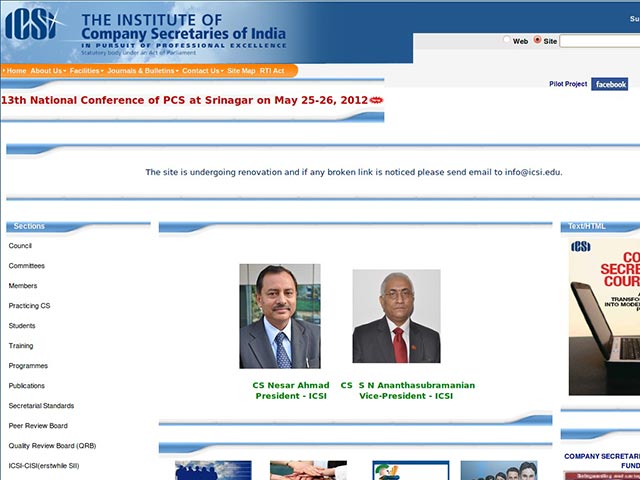 icsi
THE INSTITUTE OF
Company Secretaries of India
IN PURSUIT OF PROFESSIONAL EXCELLENCE
Statutory body under an Act of Parliament
Su
Web Site
Home About Us Facilities Journals & Bulletins Contact Us Site Map RTI Act
Pilot Project facebook
13th National Conference of PCS at Srinagar on May 25-26, 2012
The site is undergoing renovation and if any broken link is noticed please send email to info@icsi.edu.
Sections
Council
Committees
Members
Practicing CS
Students
Training
Programmes
Publications
Secretarial Standards
Peer Review Board
Quality Review Board (QRB)
ICSI-CISI(erstwhile SII)
CS Nesar Ahmad
President - ICSI
CS S N Ananthasubramanian
Vice-President - ICSI
Text/HTML
icsi
CO
SECRE
COUR
A
TRANSFO
INTO MODE
P
COMPANY SECRETARI
FUND